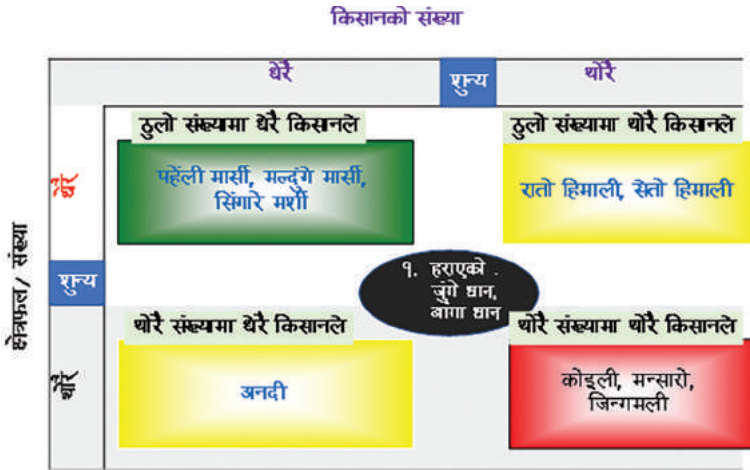 किसानको संख्या
धेरै
शुन्य
थोरै
ठुलो संख्यामा धेरै किसानले
ठुलो संख्यामा थोरै किसानले
धेरै
पहेंली मार्सी, मल्दुंगे मार्सी,
सिंगारे मर्शी
रातो हिमाली, सेतो हिमाली
क्षेत्रफल/ संख्या
शुन्य
१. हराएको .
जुंगे धान,
बागा धान
थोरै संख्यामा धेरै किसानले
थोरै संख्यामा थोरै किसानले
थोरै
अनदी
कोइली, मन्सारो,
जिन्गमली